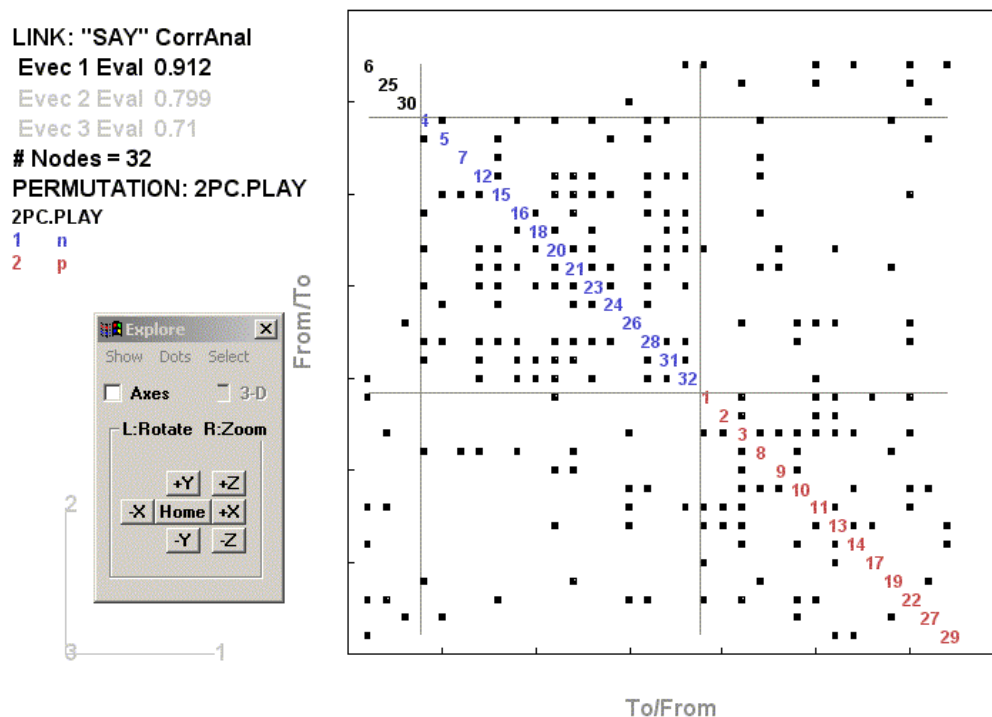 LINK: "SAY" CorrAnal
Evec 1 Eval 0.912
Evec 2 Eval 0.799
Evec 3 Eval 0.71
# Nodes = 32
PERMUTATION: 2PC.PLAY
2PC.PLAY
1 n
2 p
Explore
Show Dots Select
Axes 3-D
L:Rotate R:Zoom
+Y +Z
-X Home +X
-Y -Z
2
3 1
From/To
6
25
30
4
5
7
12
15
16
18
20
21
23
24
26
28
31
32
1
2
3
8
9
10
11
13
14
17
19
22
27
29
To/From